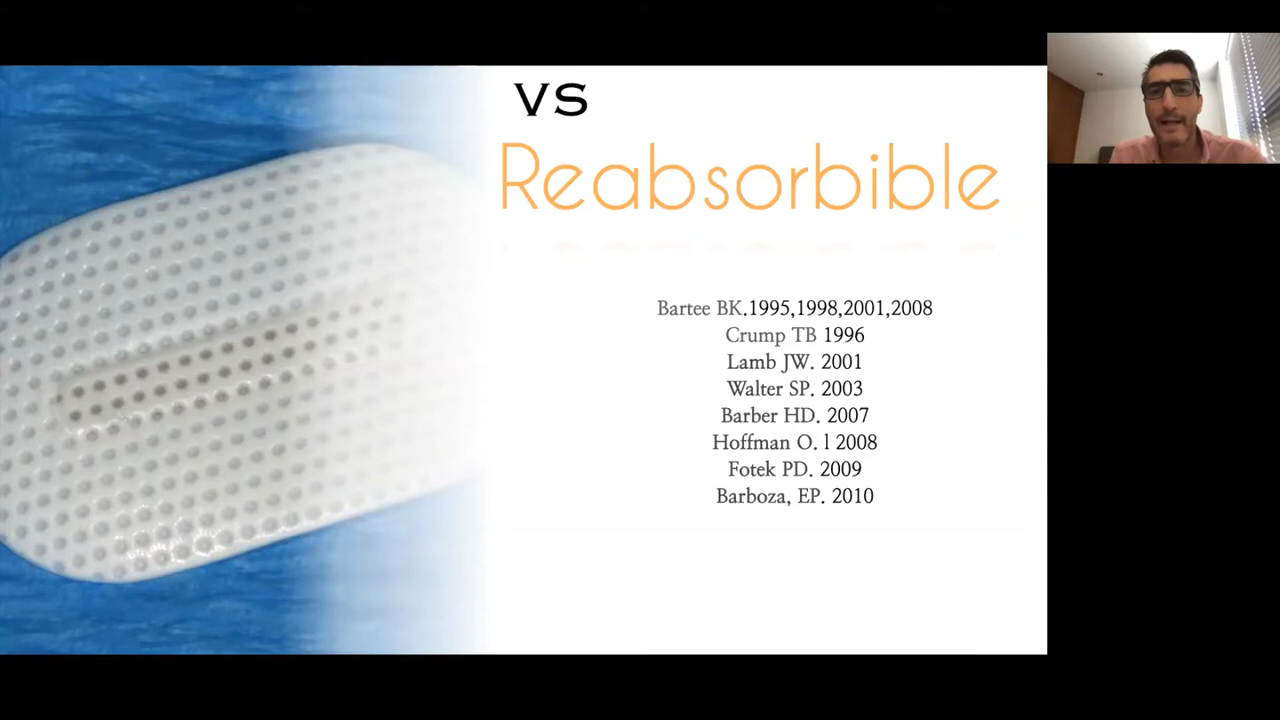 vs
Reabsorbible
Bartee BK.1995,1998,2001,2008
Crump TB 1996
Lamb JW. 2001
Walter SP. 2003
Barber HD. 2007
Hoffman O. l 2008
Fotek PD. 2009
Barboza, EP. 2010